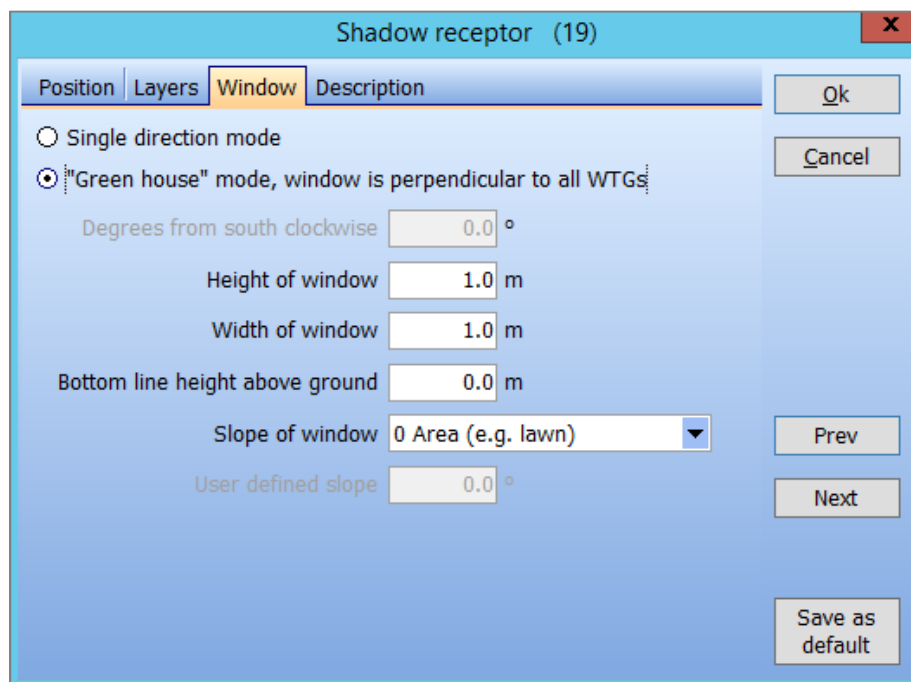 Shadow receptor (19)
x
Position Layers Window Description
Single direction mode
"Green house" mode, window is perpendicular to all WTGs
Degrees from south clockwise 0.0 °
Height of window 1.0 m
Width of window 1.0 m
Bottom line height above ground 0.0 m
Slope of window 0 Area (e.g. lawn)
User defined slope 0.0 °
Ok
Cancel
Prev
Next
Save as
default